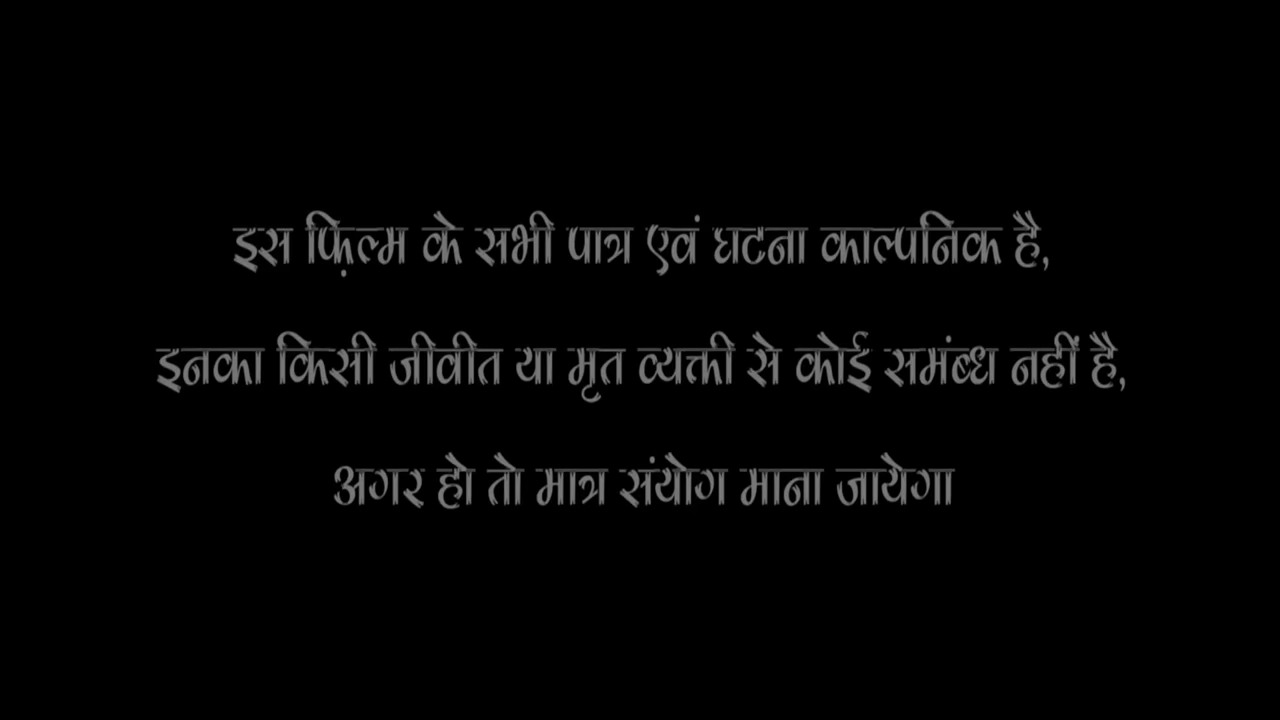 इस फ़िल्म के सभी पात्र एवं घटना काल्पनिक है,
इनका किसी जीवीत या मृत व्यक्ती से कोई समंब्ध नहीं है,
अगर हो तो मात्र संयोग माना जायेगा